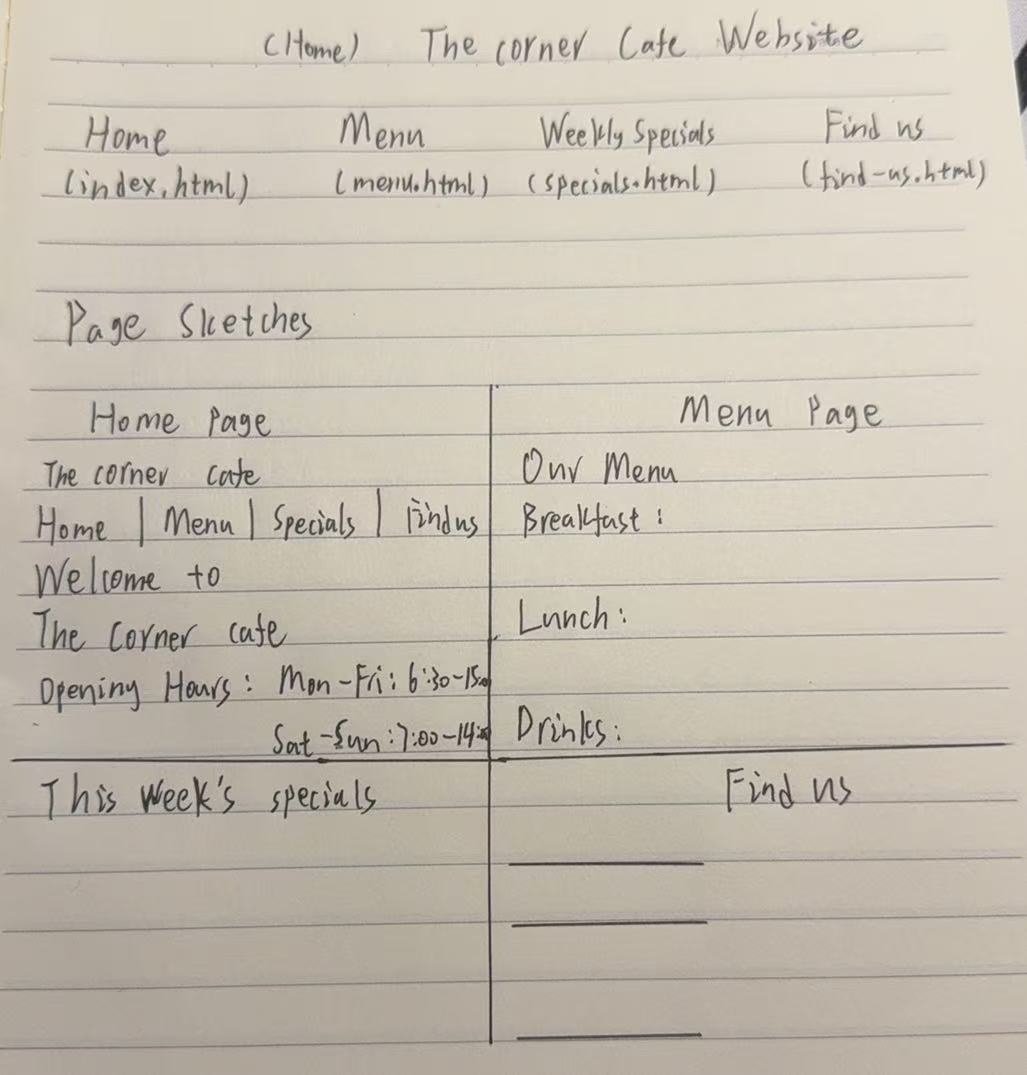 (Home) The corner Cafe Website
Home Menu Weekly Specials Find us
(index.html) (menu.html) (specials.html) (find-us.html)
Page Sketches
Home Page
The corner cafe
Home | Menu | Specials | Find us
Welcome to
The Corner cafe
Opening Hours: Mon-Fri: 6:30-15:00
Sat-Sun: 7:00-14:00
Menu Page
Our Menu
Breakfast:
Lunch:
Drinks:
This Week's specials
Find us